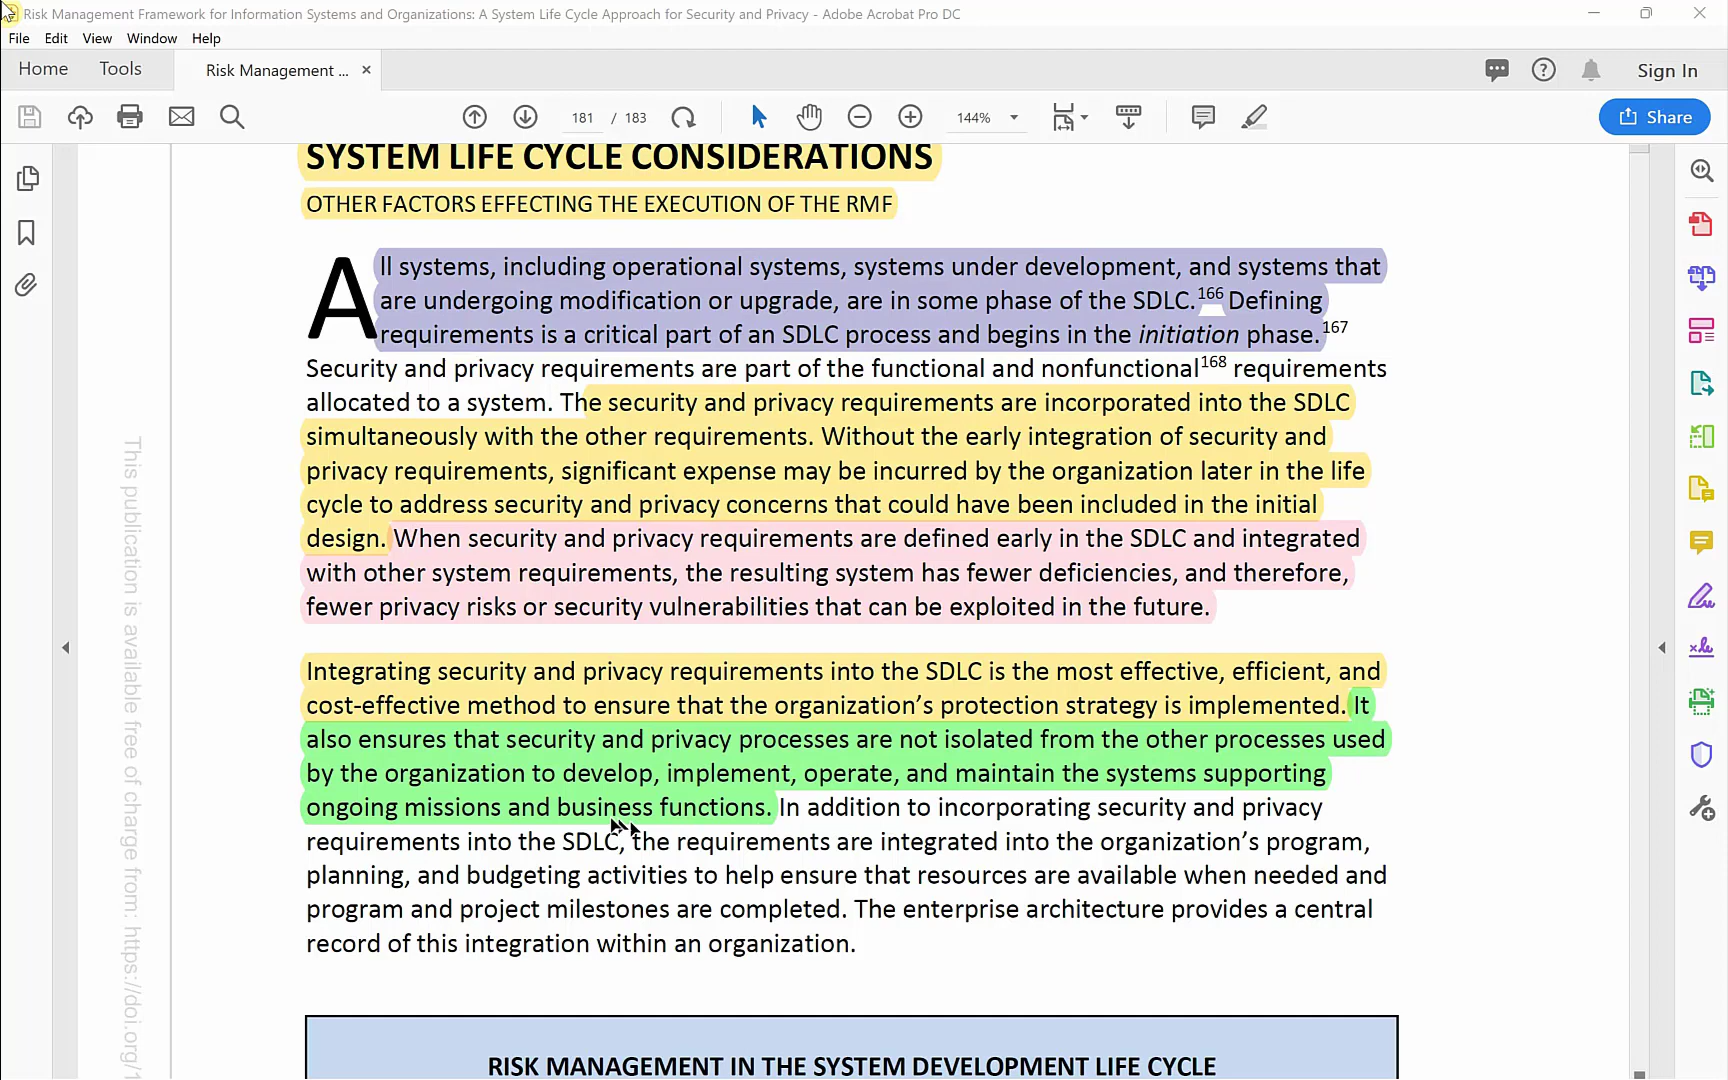 Risk Management Framework for Information Systems and Organizations: A System Life Cycle Approach for Security and Privacy - Adobe Acrobat Pro DC
File Edit View Window Help
Home Tools Risk Management ... × Sign In
181 / 183 144% Share
SYSTEM LIFE CYCLE CONSIDERATIONS
OTHER FACTORS EFFECTING THE EXECUTION OF THE RMF
All systems, including operational systems, systems under development, and systems that
are undergoing modification or upgrade, are in some phase of the SDLC.166 Defining
requirements is a critical part of an SDLC process and begins in the initiation phase.167
Security and privacy requirements are part of the functional and nonfunctional168 requirements
allocated to a system. The security and privacy requirements are incorporated into the SDLC
simultaneously with the other requirements. Without the early integration of security and
privacy requirements, significant expense may be incurred by the organization later in the life
cycle to address security and privacy concerns that could have been included in the initial
design. When security and privacy requirements are defined early in the SDLC and integrated
with other system requirements, the resulting system has fewer deficiencies, and therefore,
fewer privacy risks or security vulnerabilities that can be exploited in the future.
Integrating security and privacy requirements into the SDLC is the most effective, efficient, and
cost-effective method to ensure that the organization's protection strategy is implemented. It
also ensures that security and privacy processes are not isolated from the other processes used
by the organization to develop, implement, operate, and maintain the systems supporting
ongoing missions and business functions. In addition to incorporating security and privacy
requirements into the SDLC, the requirements are integrated into the organization's program,
planning, and budgeting activities to help ensure that resources are available when needed and
program and project milestones are completed. The enterprise architecture provides a central
record of this integration within an organization.
RISK MANAGEMENT IN THE SYSTEM DEVELOPMENT LIFE CYCLE
This publication is available free of charge from: https://doi.org/1